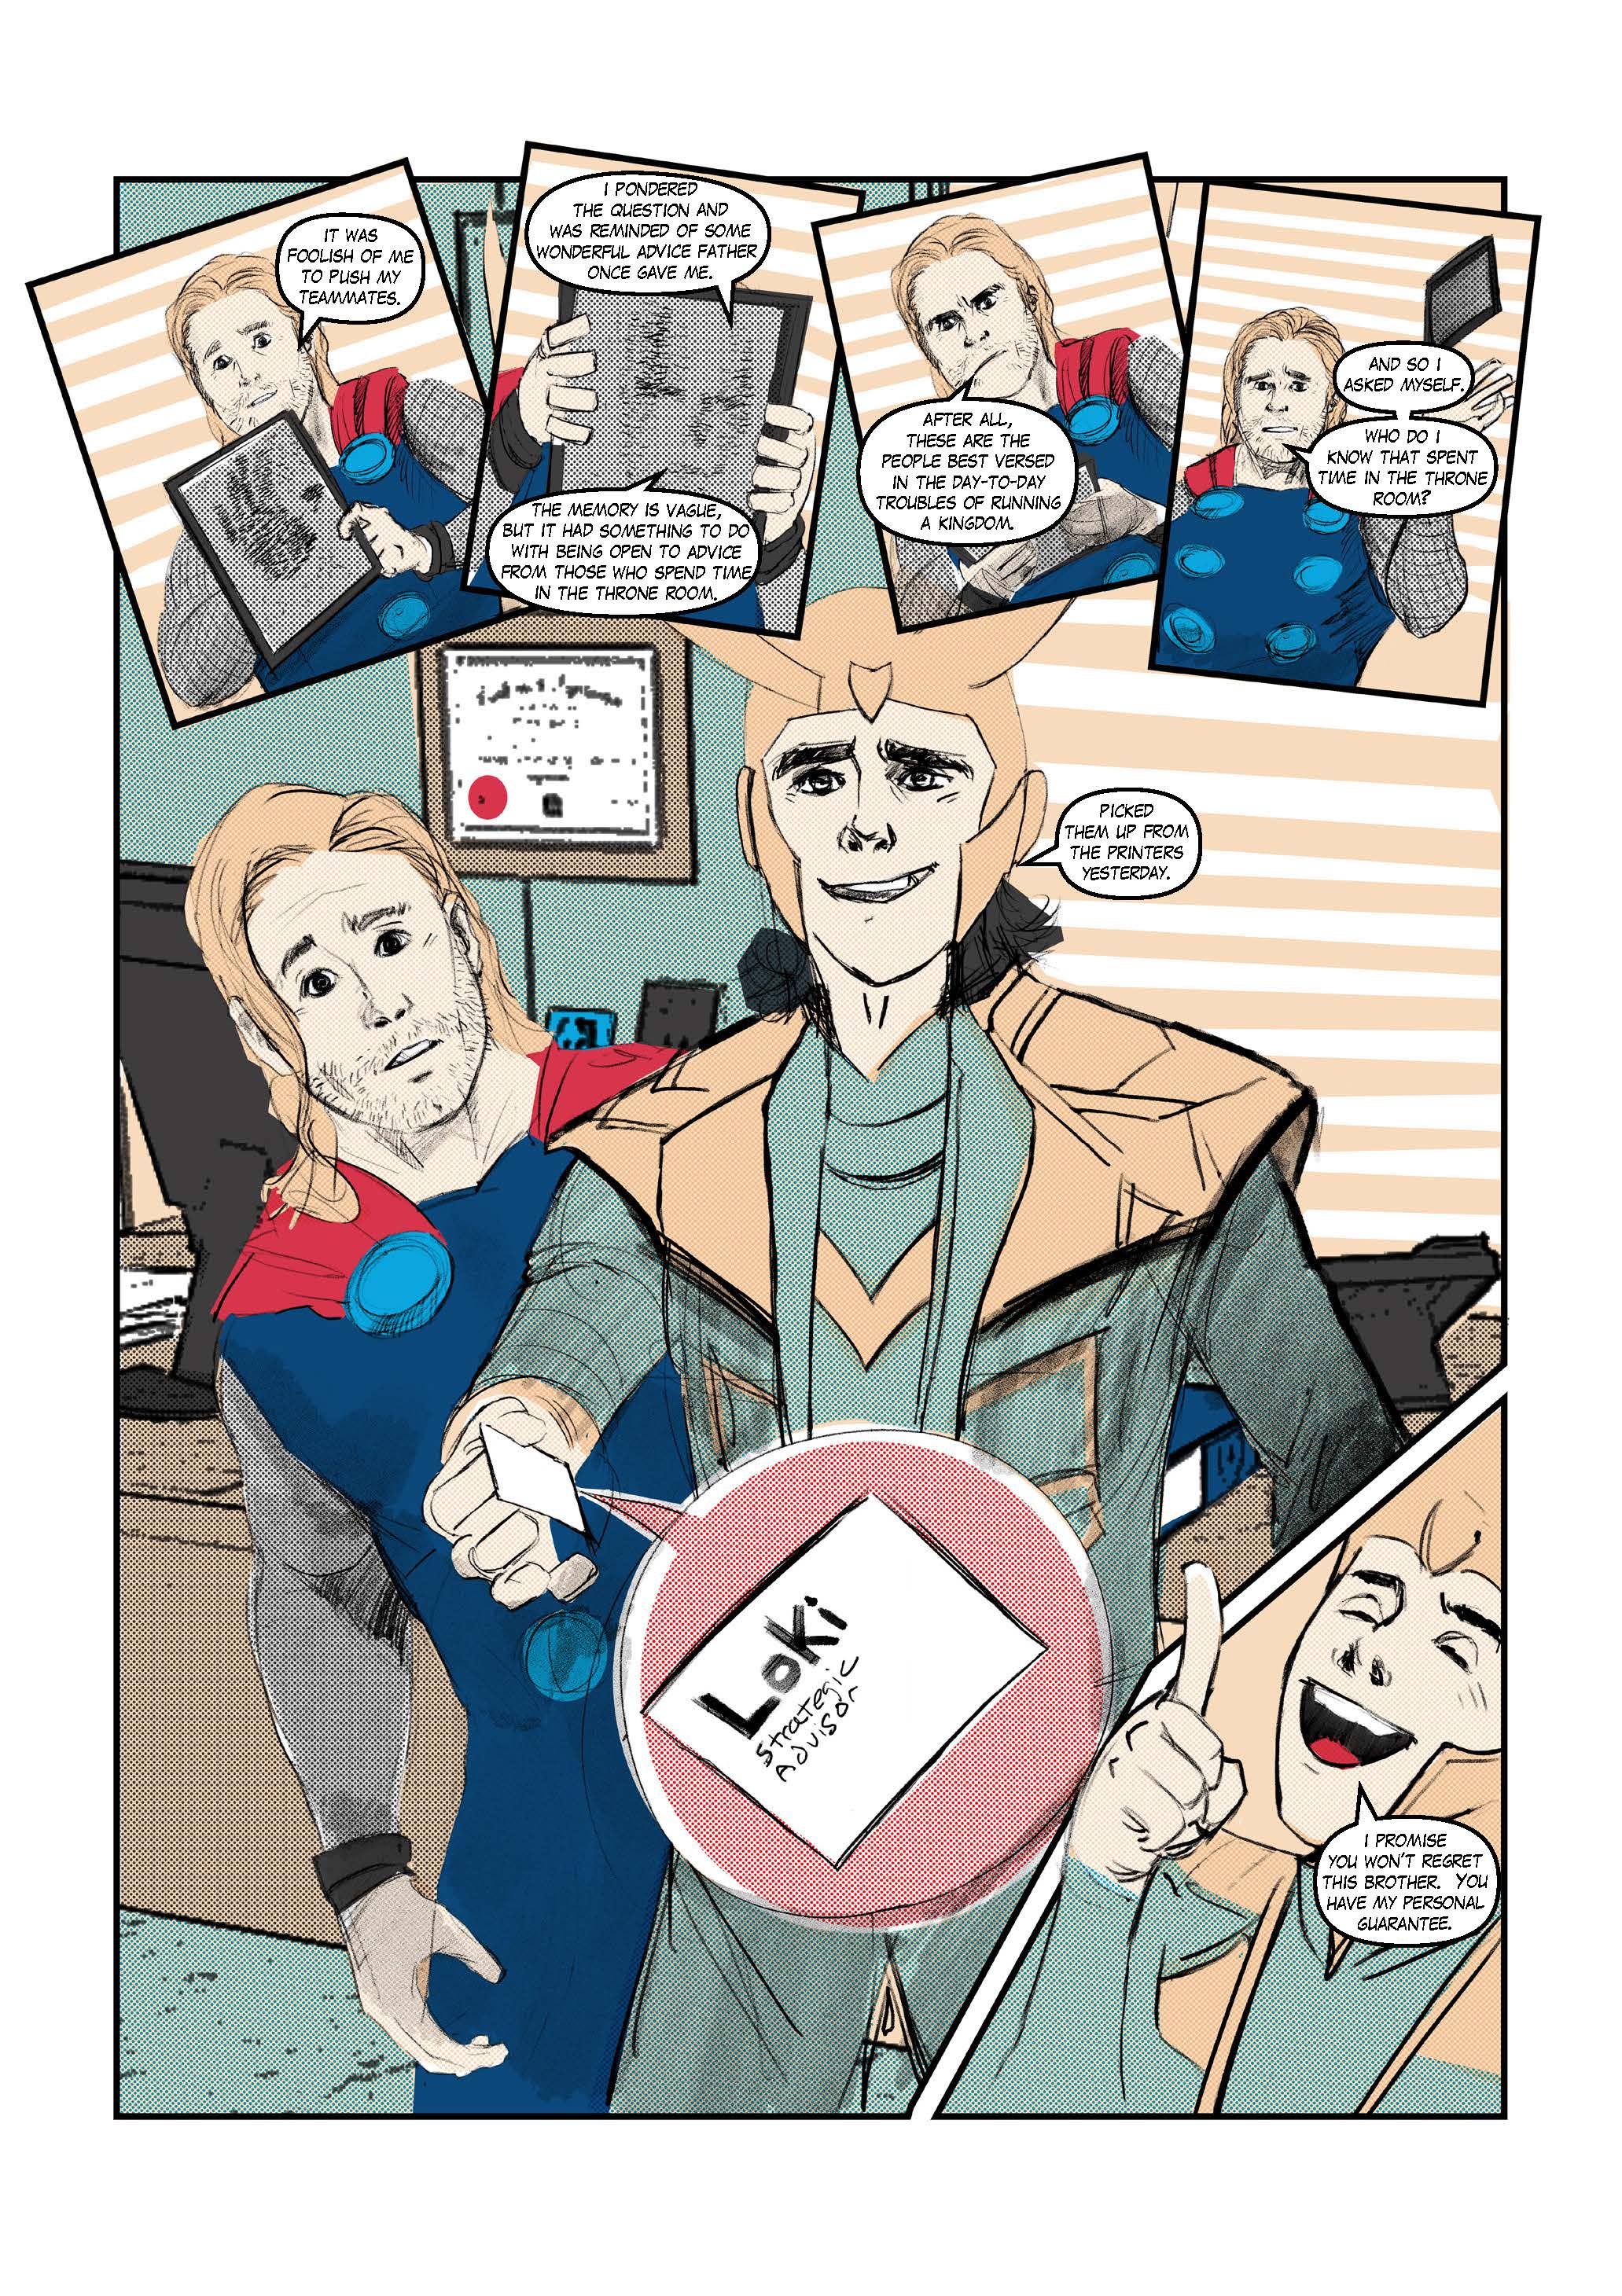 IT WAS
FOOLISH OF ME
TO PUSH MY
TEAMMATES.
I PONDERED
THE QUESTION AND
WAS REMINDED OF SOME
WONDERFUL ADVICE FATHER
ONCE GAVE ME.
THE MEMORY IS VAGUE,
BUT IT HAD SOMETHING TO DO
WITH BEING OPEN TO ADVICE
FROM THOSE WHO SPEND TIME
IN THE THRONE ROOM.
AFTER ALL,
THESE ARE THE
PEOPLE BEST VERSED
IN THE DAY-TO-DAY
TROUBLES OF RUNNING
A KINGDOM.
AND SO I
ASKED MYSELF.
WHO DO I
KNOW THAT SPENT
TIME IN THE THRONE
ROOM?
PICKED
THEM UP FROM
THE PRINTERS
YESTERDAY.
Loki
Strategic
Advisor
I PROMISE
YOU WON'T REGRET
THIS BROTHER. YOU
HAVE MY PERSONAL
GUARANTEE.